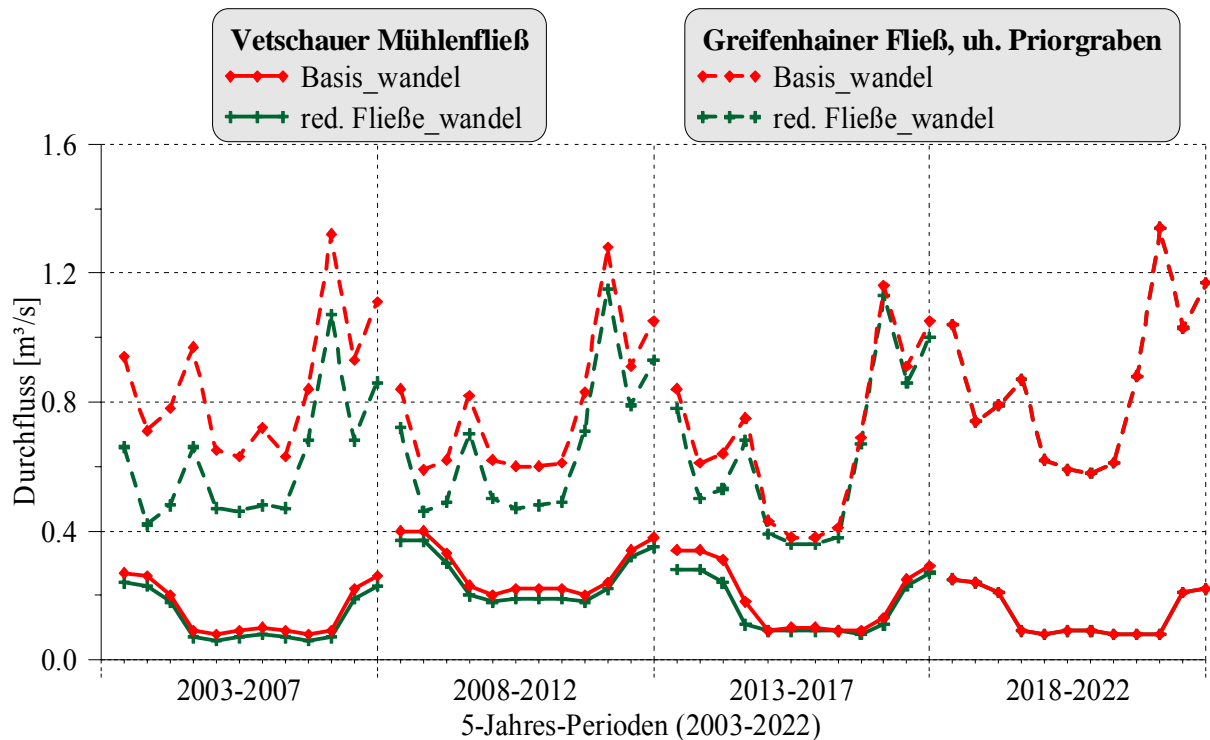 Vetschauer Mühlenfließ
Basis_wandel
red. Fließe_wandel
Greifenhainer Fließ, uh. Priorgraben
Basis_wandel
red. Fließe_wandel
Durchfluss [m³/s]
1.6
1.2
0.8
0.4
0.0
2003-2007
2008-2012
2013-2017
2018-2022
5-Jahres-Perioden (2003-2022)